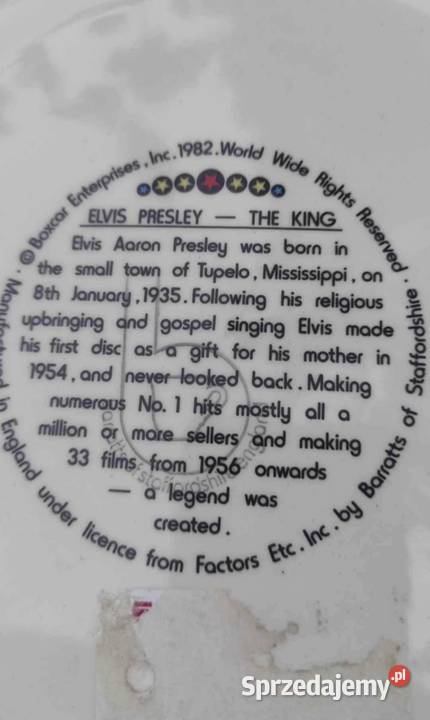 © Boxcar Enterprises, Inc. 1982. World Wide Rights Reserved.
ELVIS PRESLEY — THE KING
Elvis Aaron Presley was born in
the small town of Tupelo, Mississippi, on
8th January, 1935. Following his religious
upbringing and gospel singing Elvis made
his first disc as a gift for his mother in
1954, and never looked back. Making
numerous No. 1 hits mostly all a
million or more sellers and making
33 films from 1956 onwards
— a legend was
created.
Manufactured in England under licence from Factors Etc. Inc. by Barratts of Staffordshire
barratts of staffordshire england
Sprzedajemy.pl